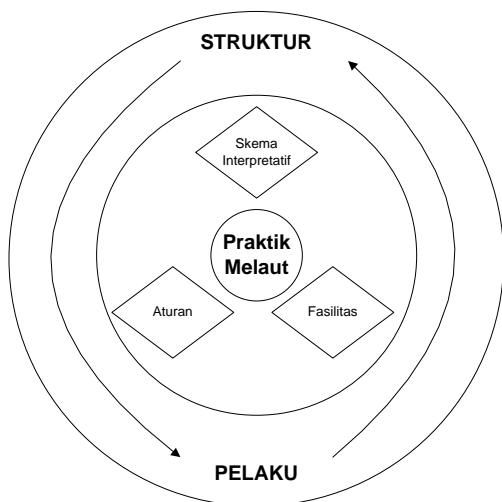 STRUKTUR
Skema
Interpretatif
Praktik
Melaut
Aturan
Fasilitas
PELAKU